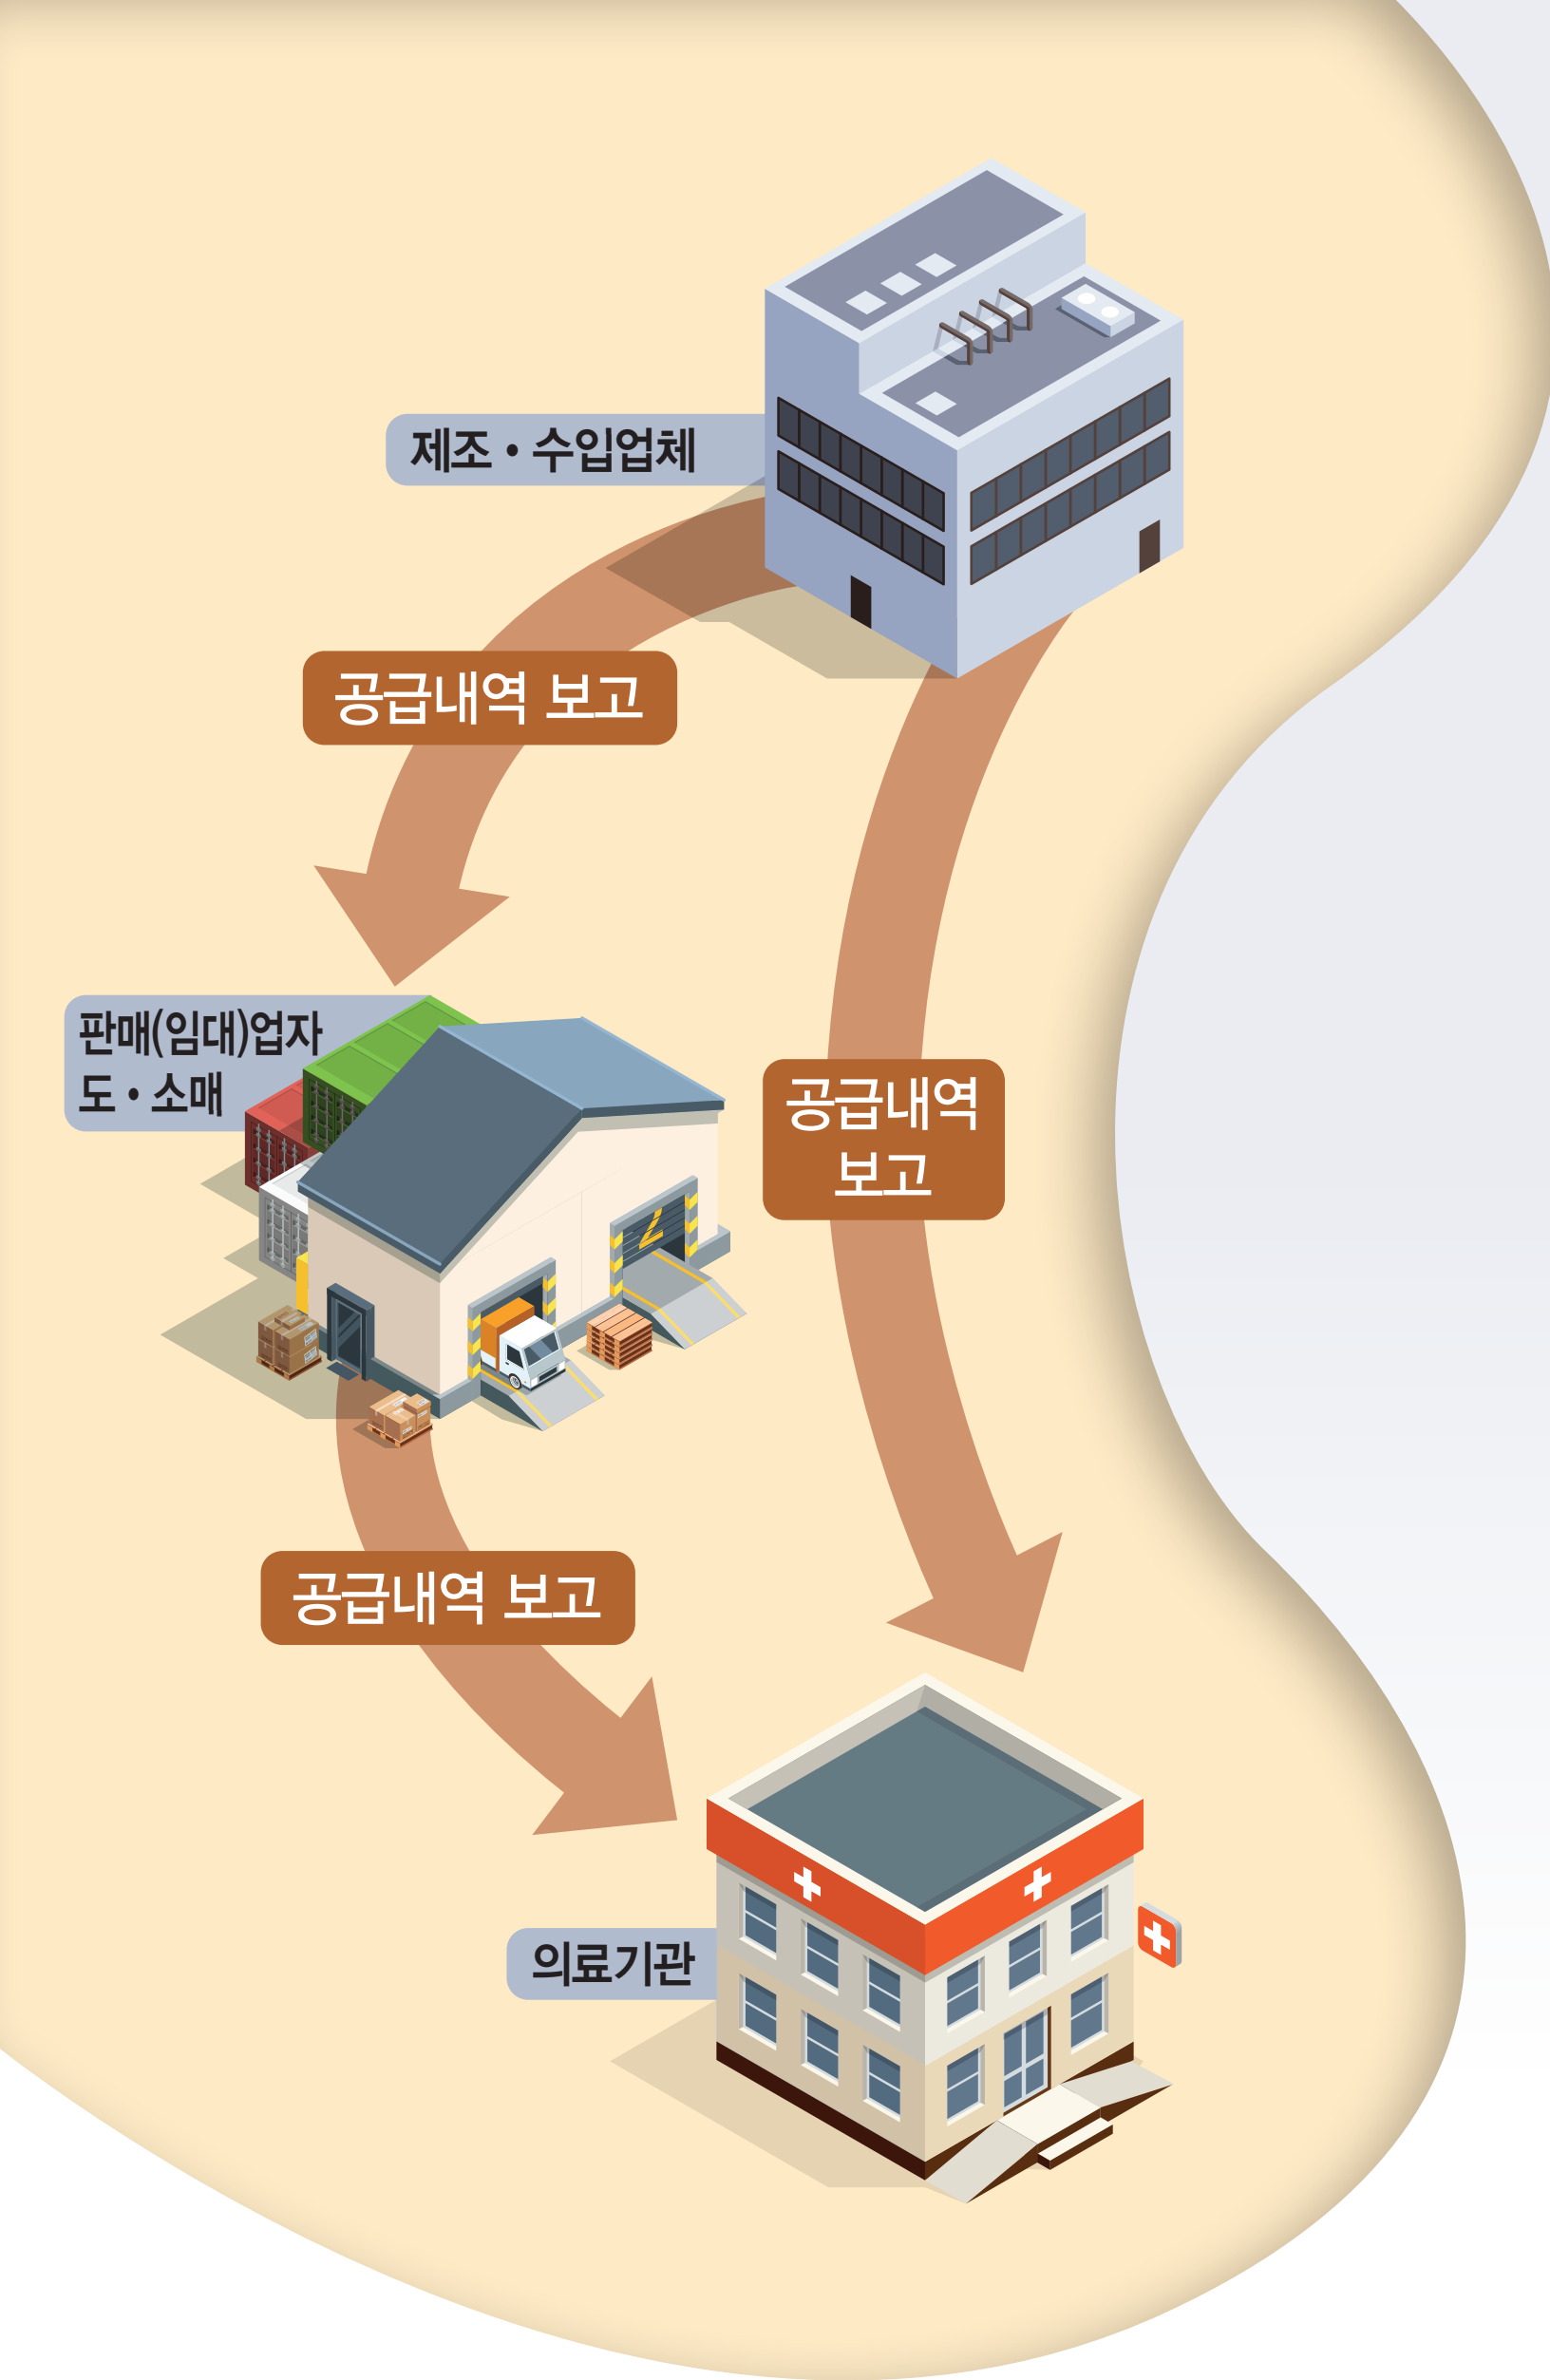 제조·수입업체
공급내역 보고
판매(임대)업자
도·소매
공급내역
보고
공급내역 보고
의료기관